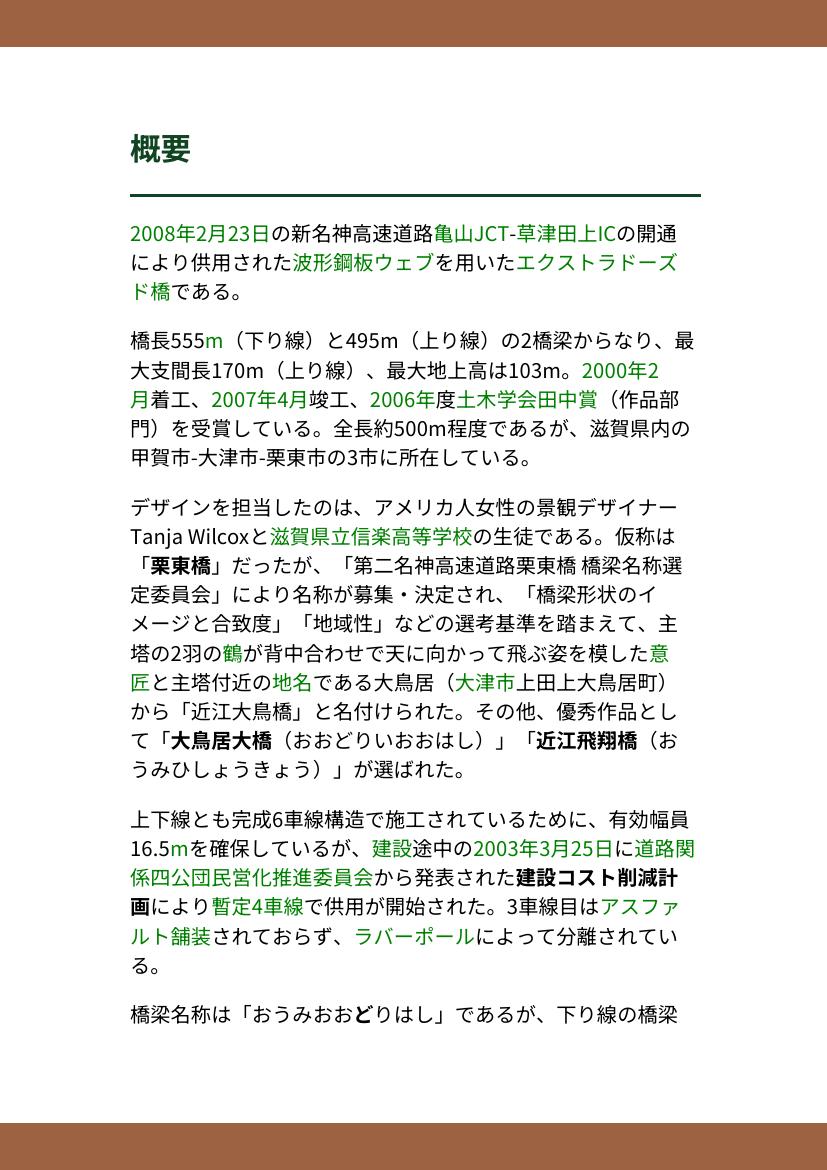 概要
2008年2月23日の新名神高速道路亀山JCT-草津田上ICの開通
により供用された波形鋼板ウェブを用いたエクストラドーズ
ド橋である。
橋長555m（下り線）と495m（上り線）の2橋梁からなり、最
大支間長170m（上り線）、最大地上高は103m。2000年2
月着工、2007年4月竣工、2006年度土木学会田中賞（作品部
門）を受賞している。全長約500m程度であるが、滋賀県内の
甲賀市-大津市-栗東市の3市に所在している。
デザインを担当したのは、アメリカ人女性の景観デザイナー
Tanja Wilcoxと滋賀県立信楽高等学校の生徒である。仮称は
「栗東橋」だったが、「第二名神高速道路栗東橋 橋梁名称選
定委員会」により名称が募集・決定され、「橋梁形状のイ
メージと合致度」「地域性」などの選考基準を踏まえて、主
塔の2羽の鶴が背中合わせで天に向かって飛ぶ姿を模した意
匠と主塔付近の地名である大鳥居（大津市上田上大鳥居町）
から「近江大鳥橋」と名付けられた。その他、優秀作品とし
て「大鳥居大橋（おおどりいおおはし）」「近江飛翔橋（お
うみひしょうきょう）」が選ばれた。
上下線とも完成6車線構造で施工されているために、有効幅員
16.5mを確保しているが、建設途中の2003年3月25日に道路関
係四公団民営化推進委員会から発表された建設コスト削減計
画により暫定4車線で供用が開始された。3車線目はアスファ
ルト舗装されておらず、ラバーポールによって分離されてい
る。
橋梁名称は「おうみおおどりはし」であるが、下り線の橋梁